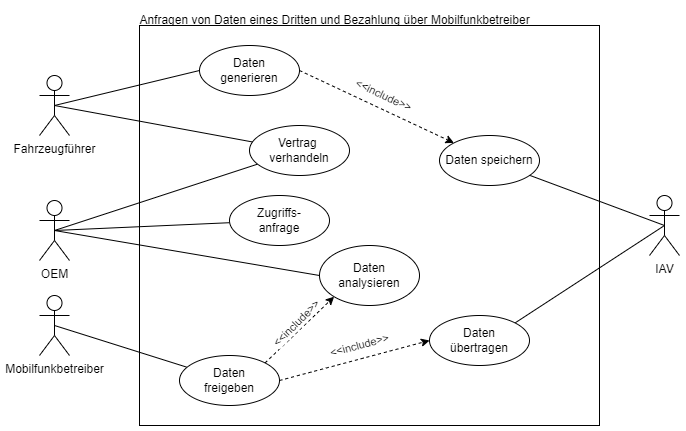 Anfragen von Daten eines Dritten und Bezahlung über Mobilfunkbetreiber
Daten
generieren
<<include>>
Fahrzeugführer
Vertrag
verhandeln
Daten speichern
Zugriffs-
anfrage
OEM
IAV
Daten
analysieren
<<include>>
<<include>>
Daten
übertragen
Mobilfunkbetreiber
Daten
freigeben